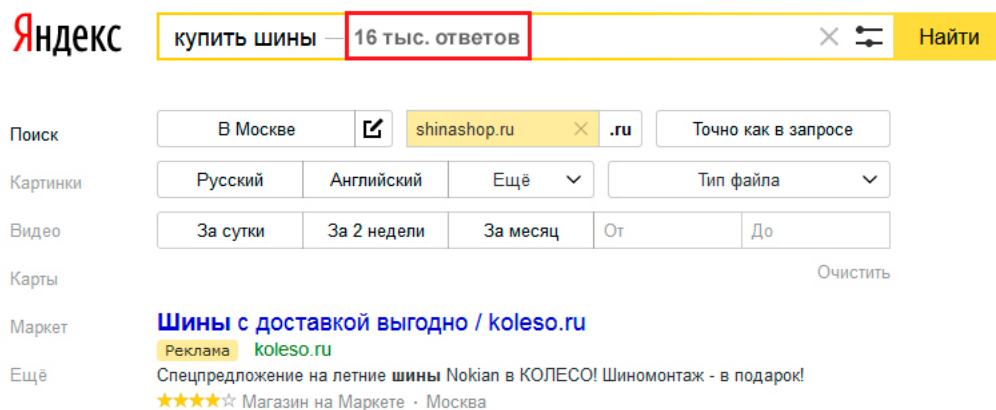 Яндекс купить шины — 16 тыс. ответов Найти
Поиск В Москве shinashop.ru .ru Точно как в запросе
Картинки Русский Английский Ещё Тип файла
Видео За сутки За 2 недели За месяц От До
Карты Очистить
Маркет Шины с доставкой выгодно / koleso.ru
Реклама koleso.ru
Ещё Спецпредложение на летние шины Nokian в КОЛЕСО! Шиномонтаж - в подарок!
Магазин на Маркете · Москва